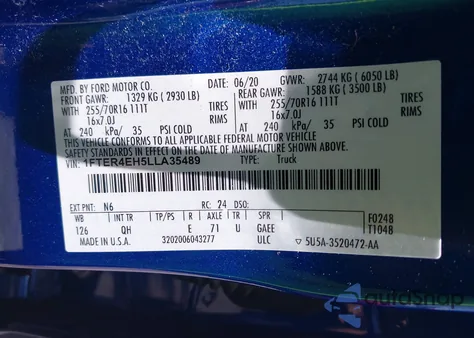 MFD. BY FORD MOTOR CO. DATE: 06/20 GVWR: 2744 KG (6050 LB)
FRONT GAWR: 1329 KG (2930 LB) REAR GAWR: 1588 KG (3500 LB)
255/70R16 111T TIRES 255/70R16 111T TIRES
16x7.0J RIMS 16x7.0J RIMS
AT 240 kPa/ 35 PSI COLD AT 240 kPa/ 35 PSI COLD
THIS VEHICLE CONFORMS TO ALL APPLICABLE FEDERAL MOTOR VEHICLE
SAFETY STANDARDS IN EFFECT ON THE DATE OF MANUFACTURE SHOWN ABOVE.
VIN: 1FTER4EH5LLA35489 TYPE: Truck
EXT PNT: N6 RC: 24 DSO: F0248
WB INT TR TP/PS R AXLE TR SPR T1048
126 QH E 71 U GAEE
MADE IN U.S.A. 3202006043277 ULC ▽ 5U5A-3520472-AA
autoSnap